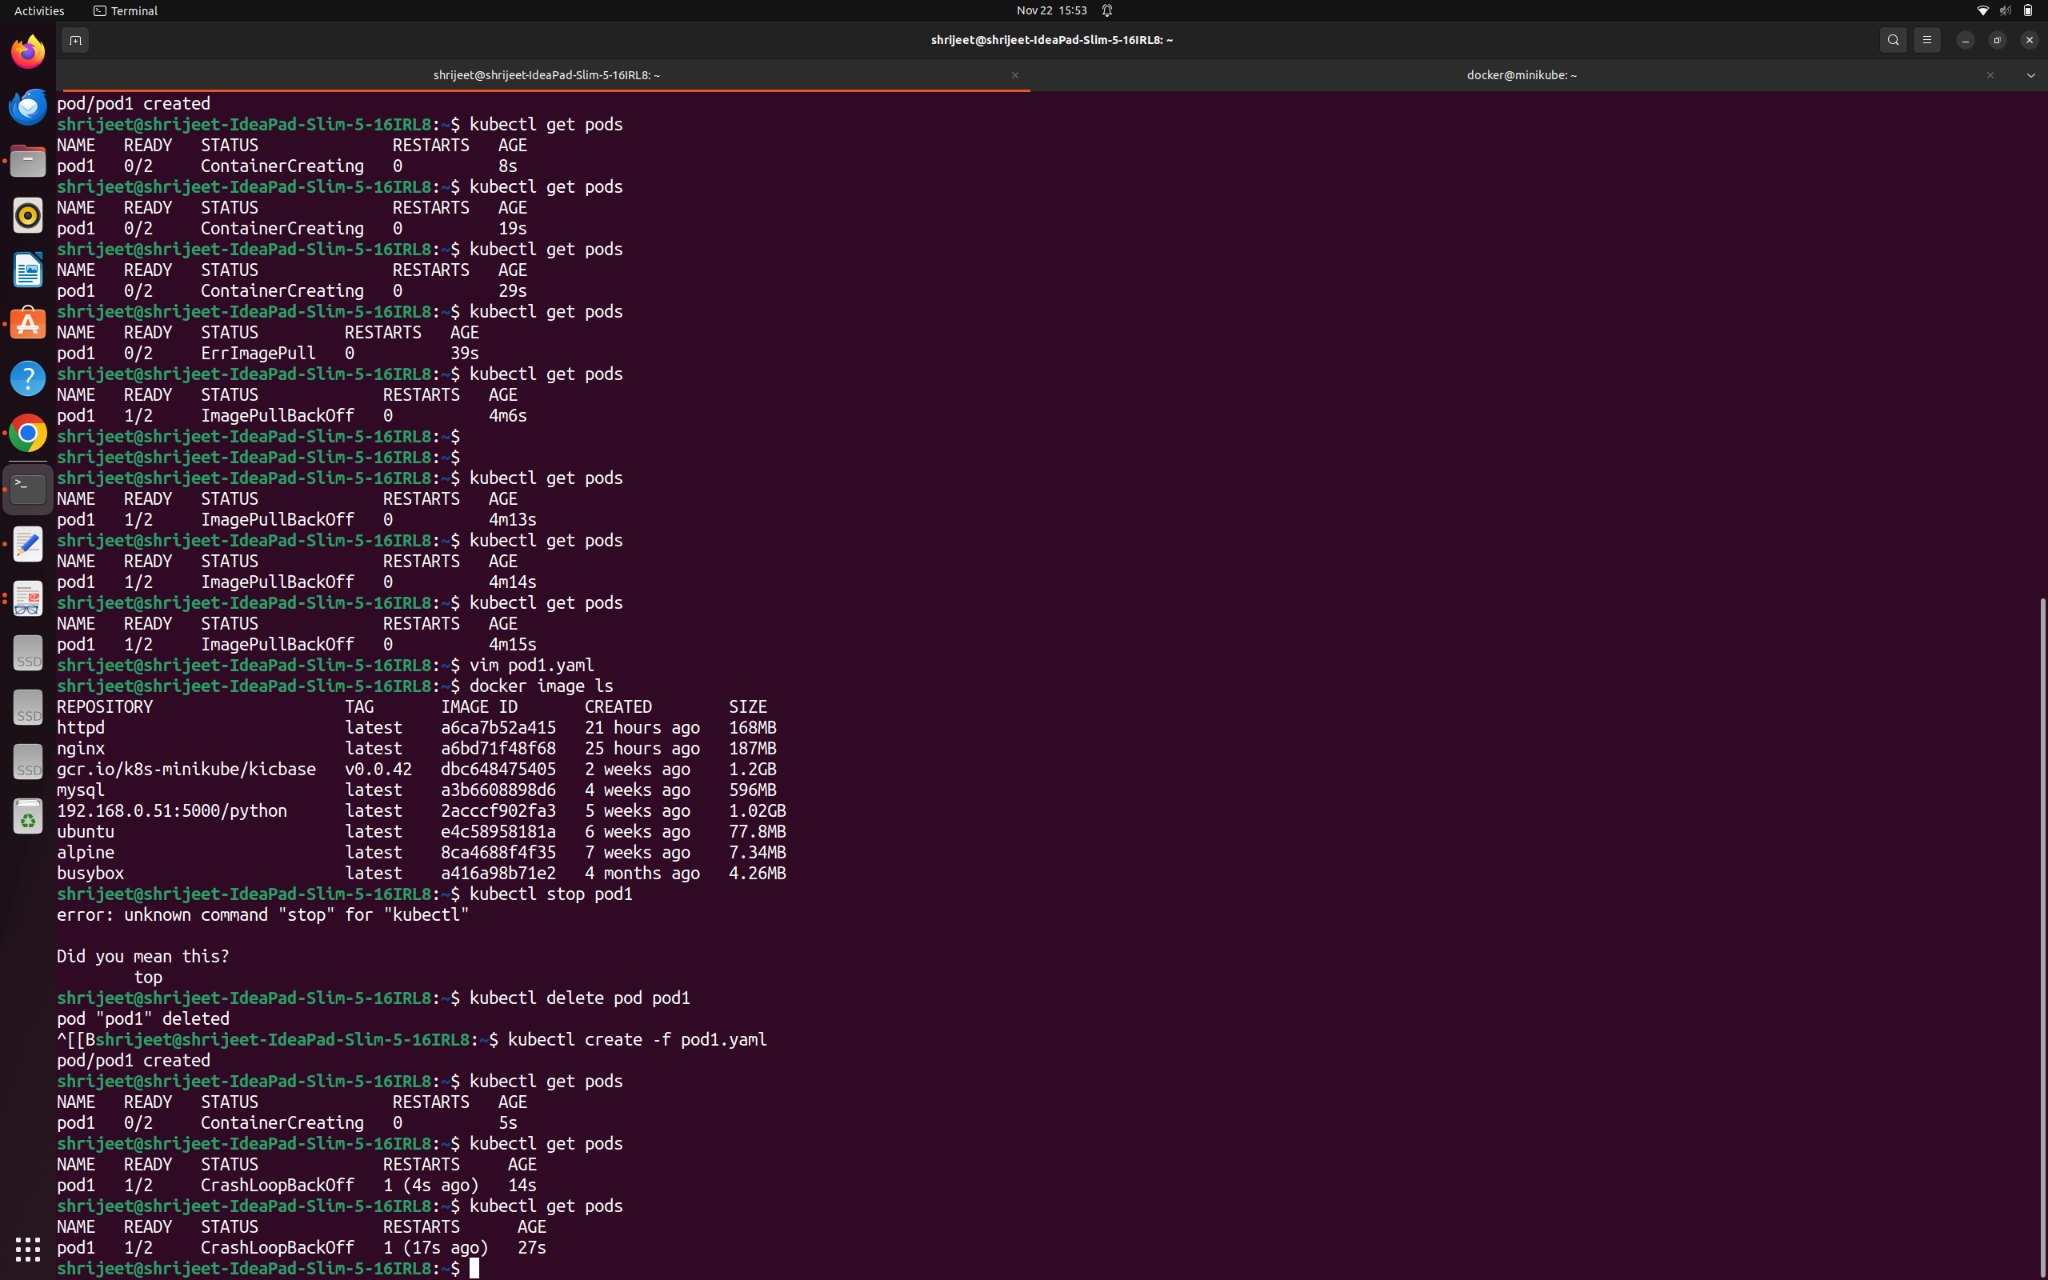 Activities Terminal Nov 22 15:53
shrijeet@shrijeet-IdeaPad-Slim-5-16IRL8: ~
shrijeet@shrijeet-IdeaPad-Slim-5-16IRL8: ~ docker@minikube: ~
pod/pod1 created
shrijeet@shrijeet-IdeaPad-Slim-5-16IRL8:~$ kubectl get pods
NAME   READY   STATUS              RESTARTS   AGE
pod1   0/2     ContainerCreating   0          8s
shrijeet@shrijeet-IdeaPad-Slim-5-16IRL8:~$ kubectl get pods
NAME   READY   STATUS              RESTARTS   AGE
pod1   0/2     ContainerCreating   0          19s
shrijeet@shrijeet-IdeaPad-Slim-5-16IRL8:~$ kubectl get pods
NAME   READY   STATUS              RESTARTS   AGE
pod1   0/2     ContainerCreating   0          29s
shrijeet@shrijeet-IdeaPad-Slim-5-16IRL8:~$ kubectl get pods
NAME   READY   STATUS         RESTARTS   AGE
pod1   0/2     ErrImagePull   0          39s
shrijeet@shrijeet-IdeaPad-Slim-5-16IRL8:~$ kubectl get pods
NAME   READY   STATUS             RESTARTS   AGE
pod1   1/2     ImagePullBackOff   0          4m6s
shrijeet@shrijeet-IdeaPad-Slim-5-16IRL8:~$
shrijeet@shrijeet-IdeaPad-Slim-5-16IRL8:~$
shrijeet@shrijeet-IdeaPad-Slim-5-16IRL8:~$ kubectl get pods
NAME   READY   STATUS             RESTARTS   AGE
pod1   1/2     ImagePullBackOff   0          4m13s
shrijeet@shrijeet-IdeaPad-Slim-5-16IRL8:~$ kubectl get pods
NAME   READY   STATUS             RESTARTS   AGE
pod1   1/2     ImagePullBackOff   0          4m14s
shrijeet@shrijeet-IdeaPad-Slim-5-16IRL8:~$ kubectl get pods
NAME   READY   STATUS             RESTARTS   AGE
pod1   1/2     ImagePullBackOff   0          4m15s
shrijeet@shrijeet-IdeaPad-Slim-5-16IRL8:~$ vim pod1.yaml
shrijeet@shrijeet-IdeaPad-Slim-5-16IRL8:~$ docker image ls
REPOSITORY                    TAG       IMAGE ID       CREATED        SIZE
httpd                         latest    a6ca7b52a415   21 hours ago   168MB
nginx                         latest    a6bd71f48f68   25 hours ago   187MB
gcr.io/k8s-minikube/kicbase   v0.0.42   dbc648475405   2 weeks ago    1.2GB
mysql                         latest    a3b6608898d6   4 weeks ago    596MB
192.168.0.51:5000/python      latest    2acccf902fa3   5 weeks ago    1.02GB
ubuntu                        latest    e4c58958181a   6 weeks ago    77.8MB
alpine                        latest    8ca4688f4f35   7 weeks ago    7.34MB
busybox                       latest    a416a98b71e2   4 months ago   4.26MB
shrijeet@shrijeet-IdeaPad-Slim-5-16IRL8:~$ kubectl stop pod1
error: unknown command "stop" for "kubectl"
Did you mean this?
        top
shrijeet@shrijeet-IdeaPad-Slim-5-16IRL8:~$ kubectl delete pod pod1
pod "pod1" deleted
^[[Bshrijeet@shrijeet-IdeaPad-Slim-5-16IRL8:~$ kubectl create -f pod1.yaml
pod/pod1 created
shrijeet@shrijeet-IdeaPad-Slim-5-16IRL8:~$ kubectl get pods
NAME   READY   STATUS              RESTARTS   AGE
pod1   0/2     ContainerCreating   0          5s
shrijeet@shrijeet-IdeaPad-Slim-5-16IRL8:~$ kubectl get pods
NAME   READY   STATUS             RESTARTS     AGE
pod1   1/2     CrashLoopBackOff   1 (4s ago)   14s
shrijeet@shrijeet-IdeaPad-Slim-5-16IRL8:~$ kubectl get pods
NAME   READY   STATUS             RESTARTS      AGE
pod1   1/2     CrashLoopBackOff   1 (17s ago)   27s
shrijeet@shrijeet-IdeaPad-Slim-5-16IRL8:~$
SSD
SSD
SSD